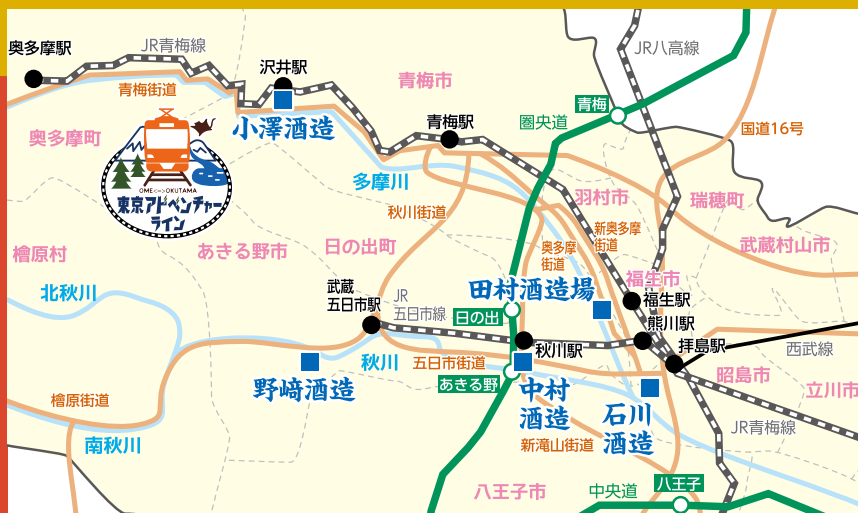 奥多摩駅
JR青梅線
JR八高線
沢井駅
青梅市
青梅街道
青梅
小澤酒造
青梅駅
圏央道
国道16号
奥多摩町
OME<->OKUTAMA
東京アドベンチャー
ライン
多摩川
羽村市
瑞穂町
秋川街道
新奥多摩
街道
奥多摩
街道
檜原村
あきる野市
日の出町
武蔵村山市
北秋川
武蔵
五日市駅
JR
五日市線
田村酒造場
福生市
福生駅
日の出
熊川駅
秋川駅
拝島駅
西武線
野﨑酒造
秋川
五日市街道
あきる野
昭島市
立川市
檜原街道
中村
酒造
石川
酒造
南秋川
新滝山街道
JR青梅線
八王子市
中央道
八王子